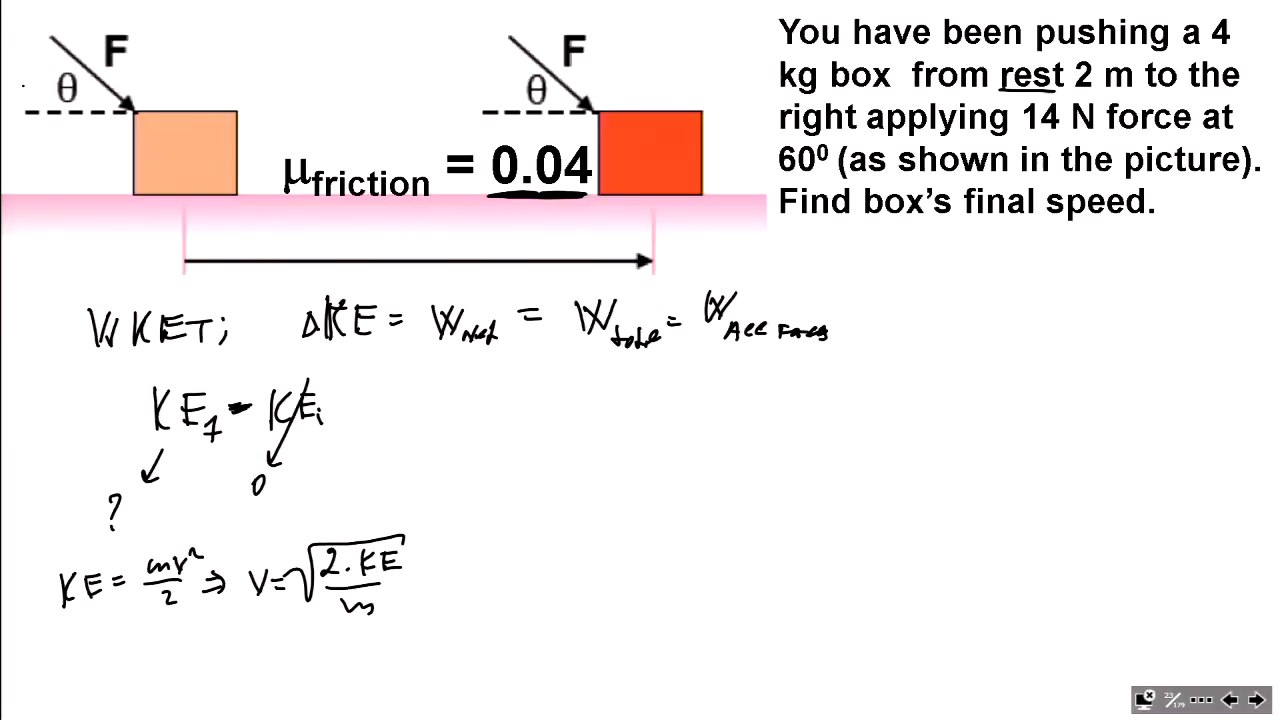 F
θ
F
θ
μfriction = 0.04
You have been pushing a 4
kg box from rest 2 m to the
right applying 14 N force at
60⁰ (as shown in the picture).
Find box's final speed.
WKET; ΔKE = Wnet = Wtotal = WAll Forces
KEf - KEi
? 0
KE = mv²/2 ⇒ V = √(2·KE/m)
23/179